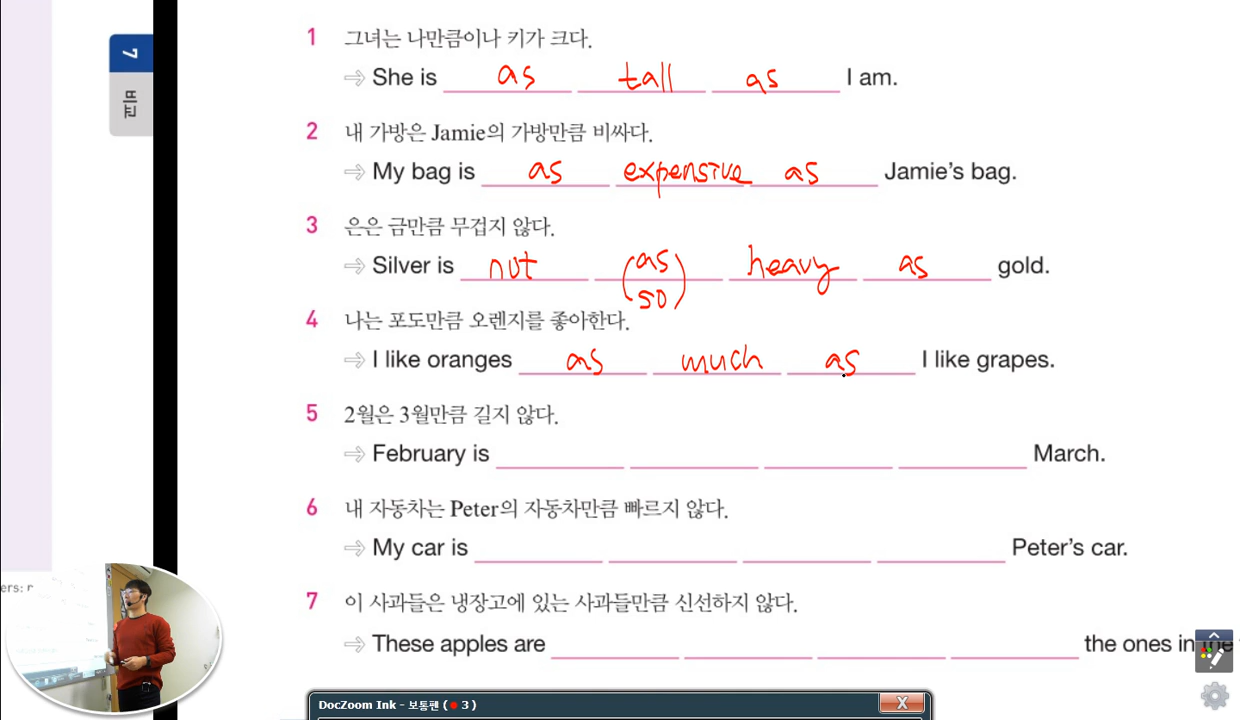 7
비교
1 그녀는 나만큼이나 키가 크다.
⇨ She is as tall as I am.
2 내 가방은 Jamie의 가방만큼 비싸다.
⇨ My bag is as expensive as Jamie's bag.
3 은은 금만큼 무겁지 않다.
⇨ Silver is not (as heavy as gold.
so)
4 나는 포도만큼 오렌지를 좋아한다.
⇨ I like oranges as much as I like grapes.
5 2월은 3월만큼 길지 않다.
⇨ February is March.
6 내 자동차는 Peter의 자동차만큼 빠르지 않다.
⇨ My car is Peter's car.
7 이 사과들은 냉장고에 있는 사과들만큼 신선하지 않다.
⇨ These apples are the ones in the
ers: r
DocZoom Ink - 보통펜 ( 3 )